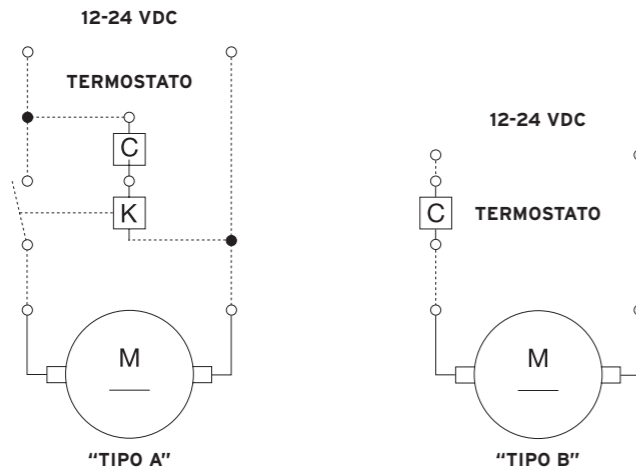 12-24 VDC
TERMOSTATO
C
K
M
“TIPO A”
12-24 VDC
C
TERMOSTATO
M
“TIPO B”